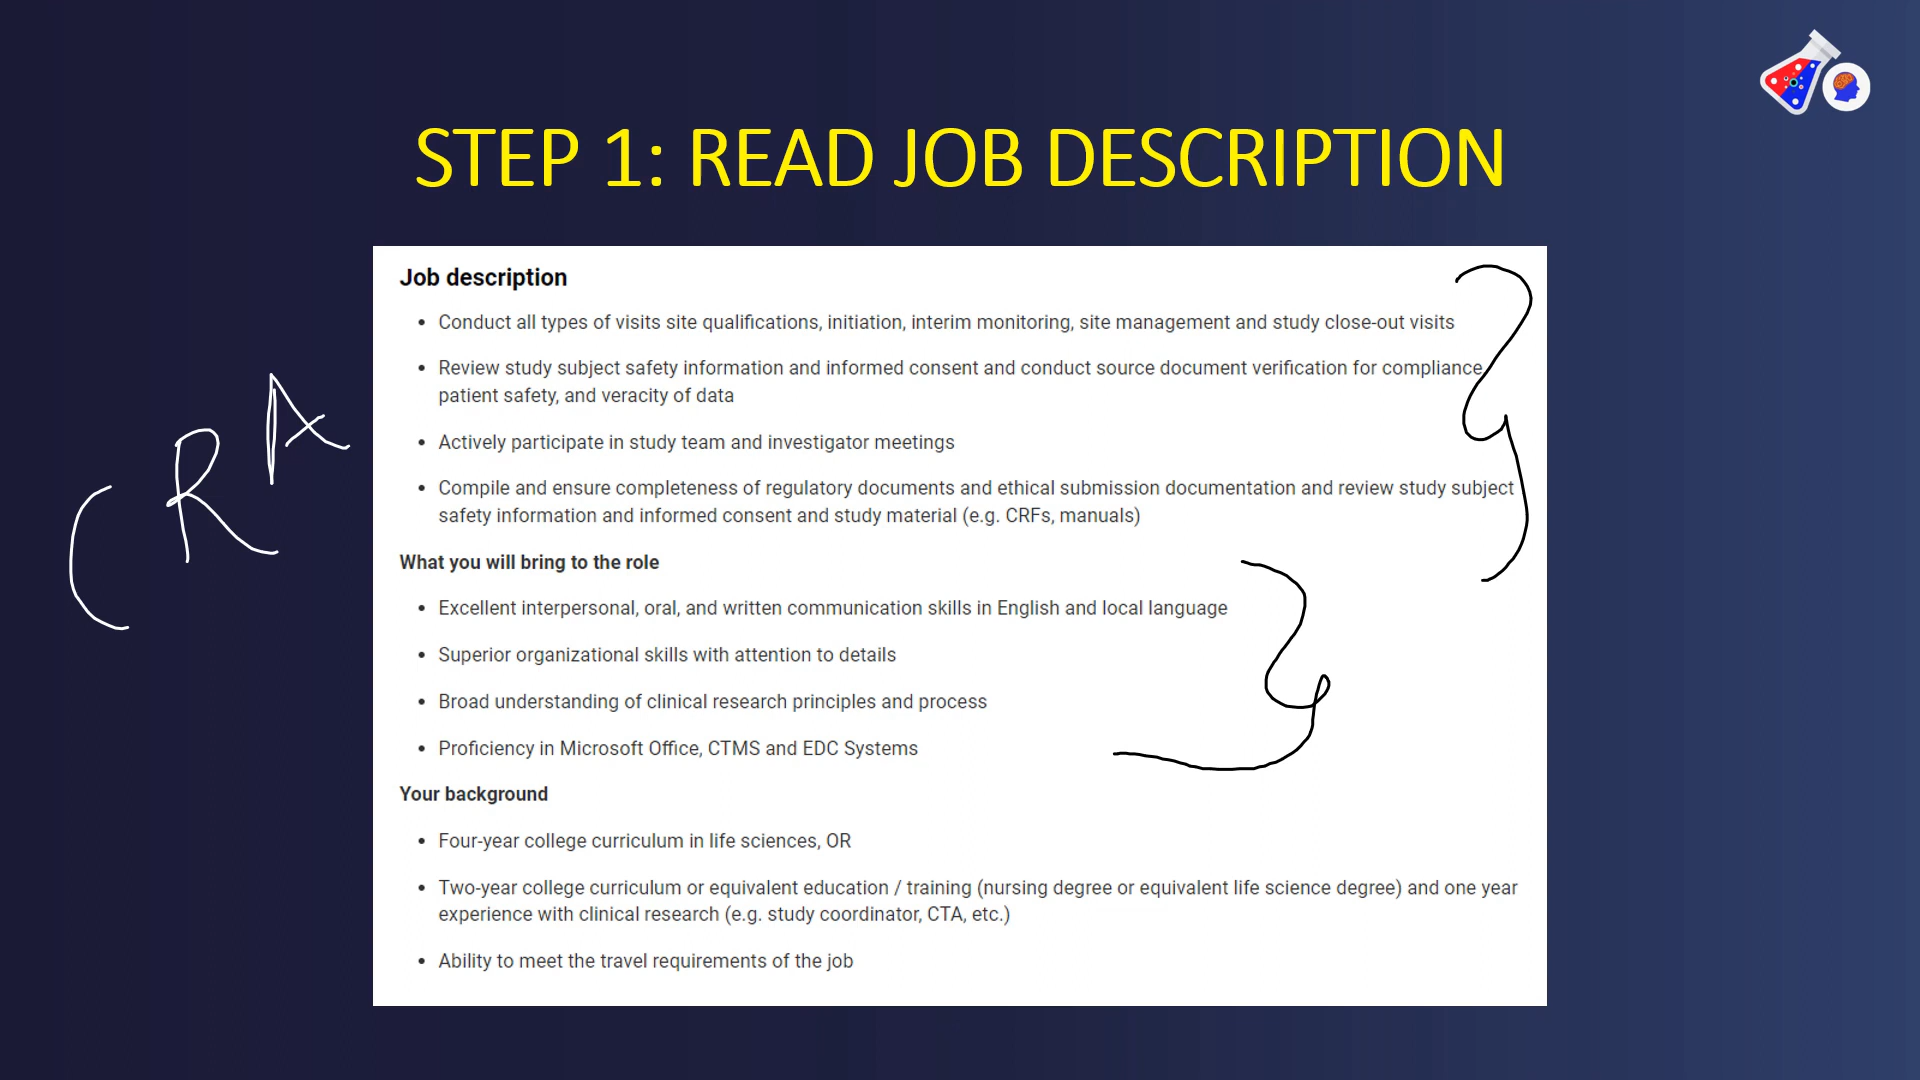 STEP 1: READ JOB DESCRIPTION
CRA
Job description
• Conduct all types of visits site qualifications, initiation, interim monitoring, site management and study close-out visits
• Review study subject safety information and informed consent and conduct source document verification for compliance,
patient safety, and veracity of data
• Actively participate in study team and investigator meetings
• Compile and ensure completeness of regulatory documents and ethical submission documentation and review study subject
safety information and informed consent and study material (e.g. CRFs, manuals)
What you will bring to the role
• Excellent interpersonal, oral, and written communication skills in English and local language
• Superior organizational skills with attention to details
• Broad understanding of clinical research principles and process
• Proficiency in Microsoft Office, CTMS and EDC Systems
Your background
• Four-year college curriculum in life sciences, OR
• Two-year college curriculum or equivalent education / training (nursing degree or equivalent life science degree) and one year
experience with clinical research (e.g. study coordinator, CTA, etc.)
• Ability to meet the travel requirements of the job